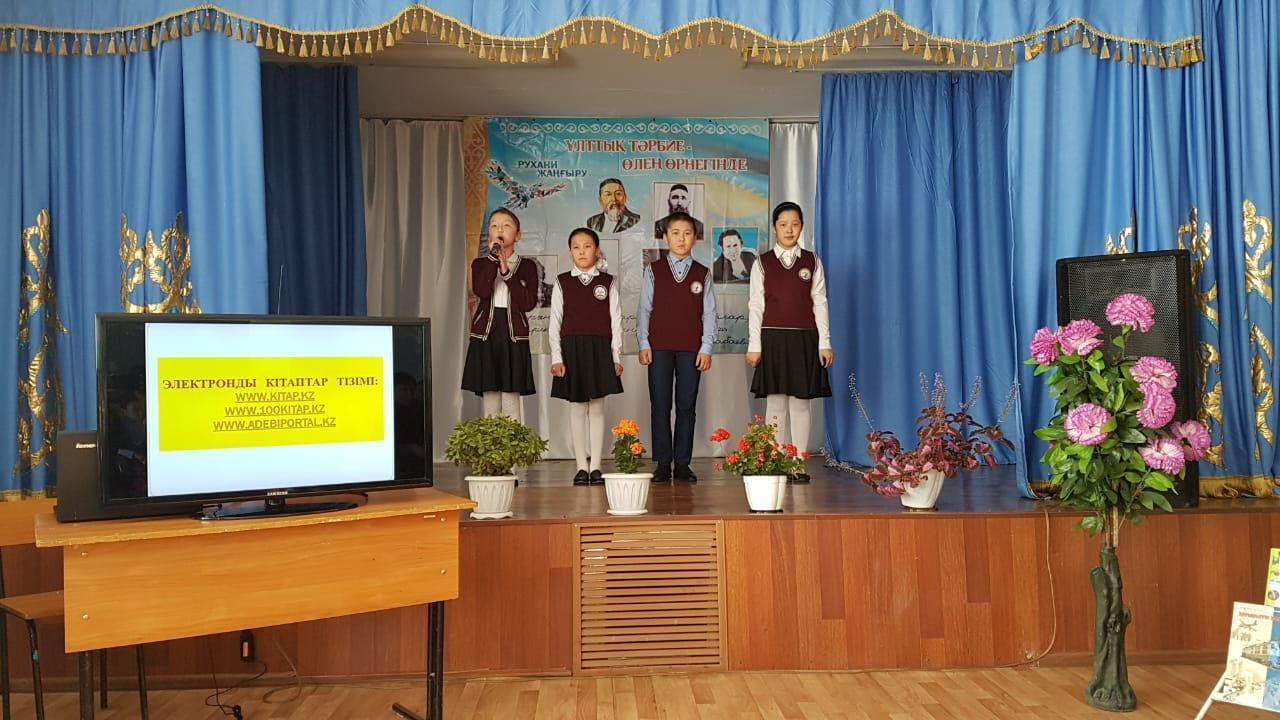 ҰЛТТЫҚ ТӘРБИЕ -
ӨЛЕҢ ӨРНЕГІНДЕ
РУХАНИ
ЖАҢҒЫРУ
ЭЛЕКТРОНДЫ КІТАПТАР ТІЗІМІ:
WWW.KITAP.KZ
WWW.100KITAP.KZ
WWW.ADEBIPORTAL.KZ
SAMSUNG